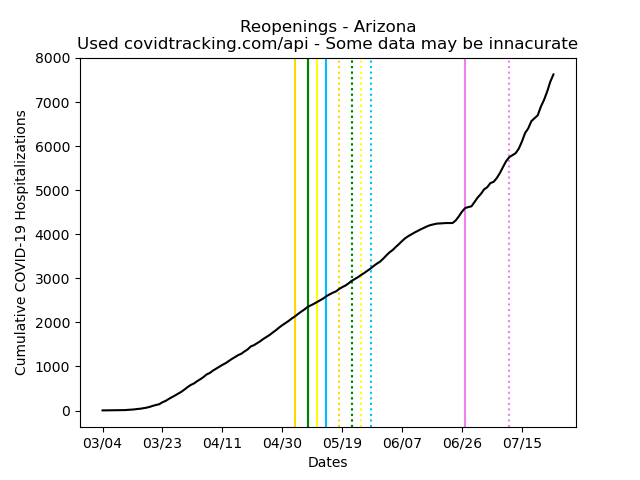 Reopenings - Arizona
Used covidtracking.com/api - Some data may be innacurate
8000
7000
6000
5000
4000
3000
2000
1000
0
Cumulative COVID-19 Hospitalizations
03/04 03/23 04/11 04/30 05/19 06/07 06/26 07/15
Dates